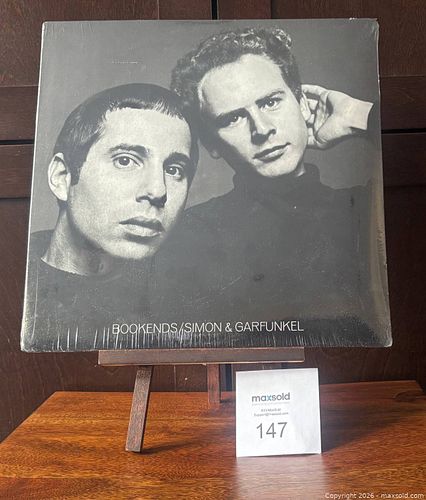 BOOKENDS/SIMON & GARFUNKEL
maxsold
147
Copyright © 2026 - maxsold.com